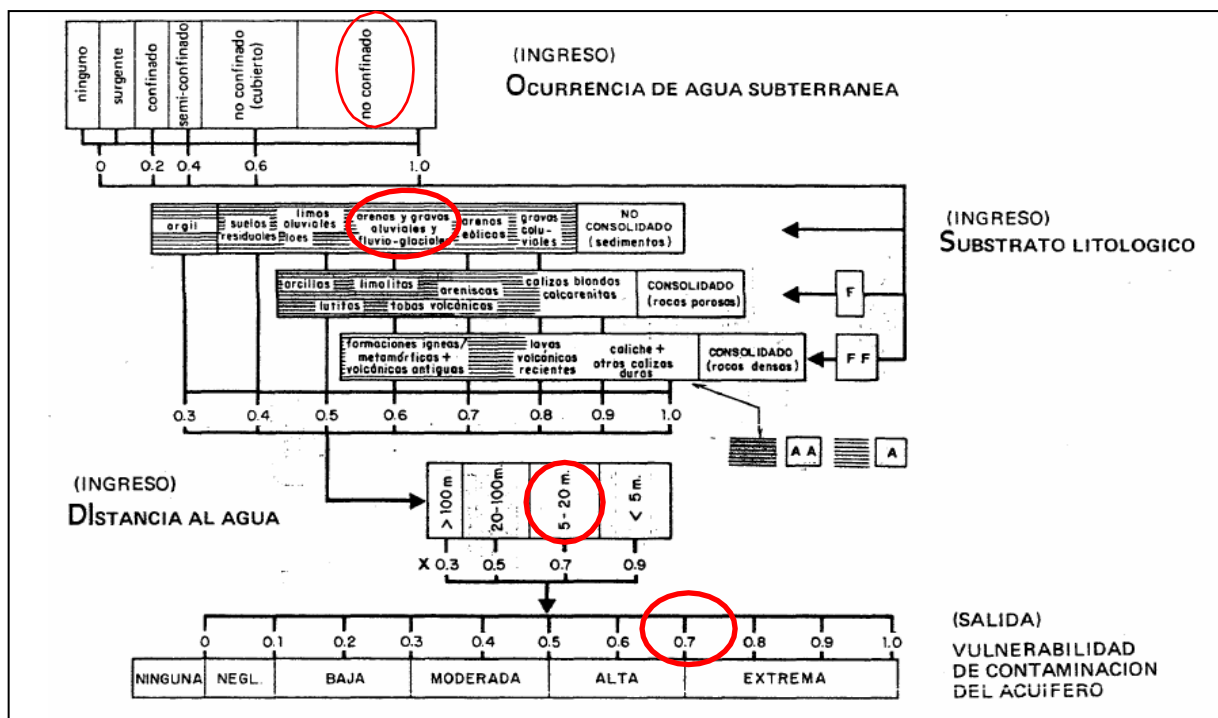 ninguno
surgente
confinado
semi-confinado
no confinado
(cubierto)
no confinado
(INGRESO)
OCURRENCIA DE AGUA SUBTERRANEA
0 0.2 0.4 0.6 1.0
argil
suelos
residuales
limos
aluviales
loes
arenas y gravas
aluviales y
fluvio-glaciales
arenas
eólicas
gravas
colu-
viales
NO
CONSOLIDADO
(sedimentos)
(INGRESO)
SUBSTRATO LITOLOGICO
arcillas
limolitas
lutitas
tobas volcánicas
areniscas
calizas blandas
calcarenitas
CONSOLIDADO
(rocas porosas)
F
formaciones igneas/
metamórficas +
volcánicas antiguas
lavas
volcánicas
recientes
caliche +
otras calizas
duras
CONSOLIDADO
(rocas densas)
F F
0.3 0.4 0.5 0.6 0.7 0.8 0.9 1.0
A A
A
(INGRESO)
DISTANCIA AL AGUA
> 100m
20-100m.
5-20 m.
< 5 m.
X 0.3 0.5 0.7 0.9
0 0.1 0.2 0.3 0.4 0.5 0.6 0.7 0.8 0.9 1.0
NINGUNA NEGL. BAJA MODERADA ALTA EXTREMA
(SALIDA)
VULNERABILIDAD
DE CONTAMINACION
DEL ACUIFERO